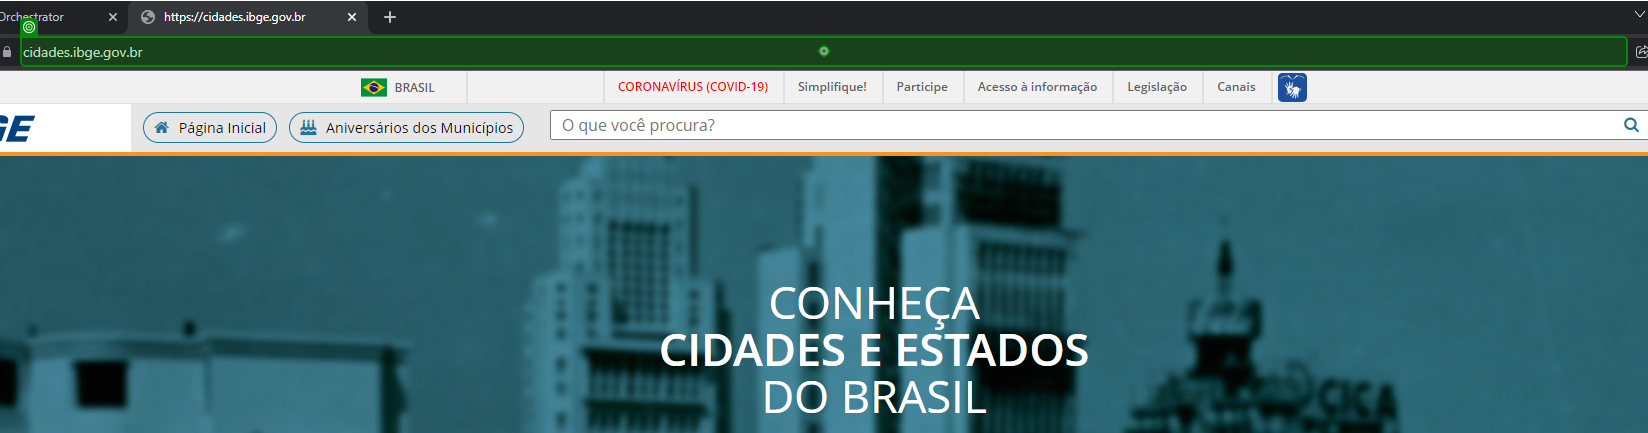 Orchestrator
https://cidades.ibge.gov.br
cidades.ibge.gov.br
BRASIL
CORONAVÍRUS (COVID-19)
Simplifique!
Participe
Acesso à informação
Legislação
Canais
GE
Página Inicial
Aniversários dos Municípios
O que você procura?
CONHEÇA
CIDADES E ESTADOS
DO BRASIL
CICA